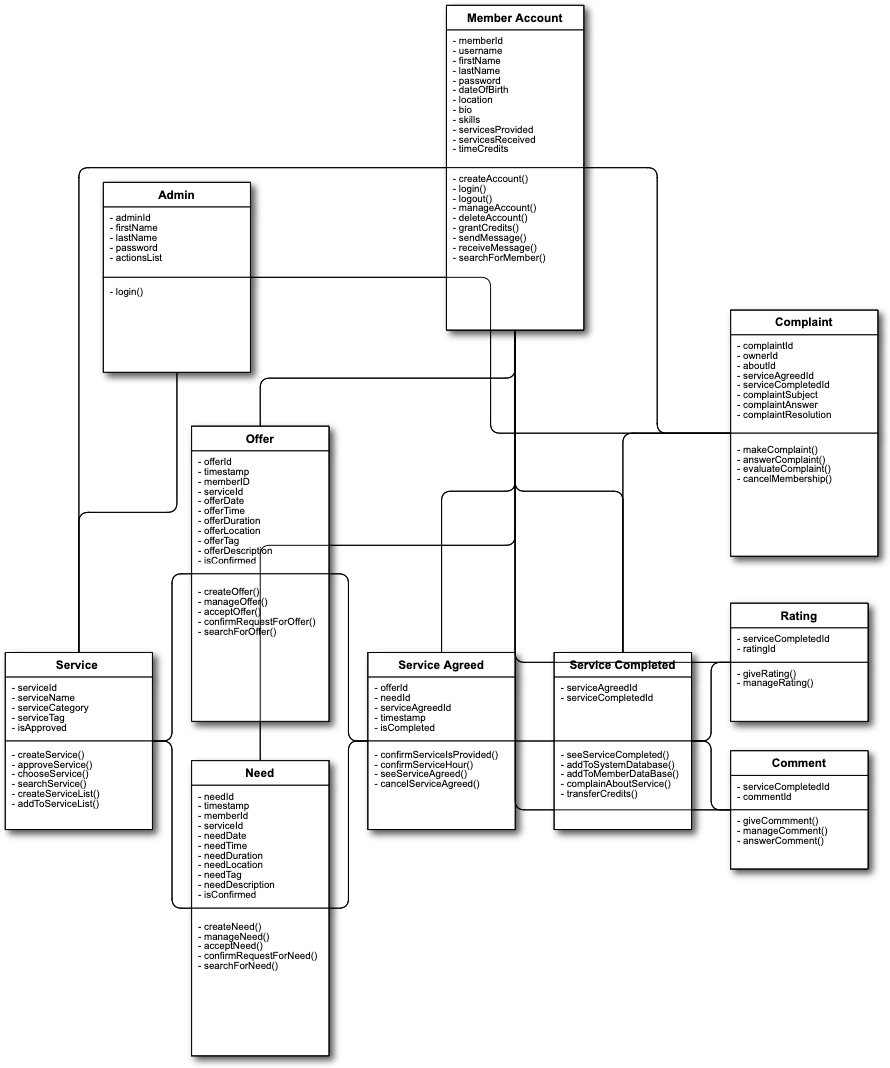 Member Account
- memberId
- username
- firstName
- lastName
- password
- dateOfBirth
- location
- bio
- skills
- servicesProvided
- servicesReceived
- timeCredits
- createAccount()
- login()
- logout()
- manageAccount()
- deleteAccount()
- grantCredits()
- sendMessage()
- receiveMessage()
- searchForMember()
Admin
- adminId
- firstName
- lastName
- password
- actionsList
- login()
Complaint
- complaintId
- ownerId
- aboutId
- serviceAgreedId
- serviceCompletedId
- complaintSubject
- complaintAnswer
- complaintResolution
- makeComplaint()
- answerComplaint()
- evaluateComplaint()
- cancelMembership()
Offer
- offerId
- timestamp
- memberID
- serviceId
- offerDate
- offerTime
- offerDuration
- offerLocation
- offerTag
- offerDescription
- isConfirmed
- createOffer()
- manageOffer()
- acceptOffer()
- confirmRequestForOffer()
- searchForOffer()
Service
- serviceId
- serviceName
- serviceCategory
- serviceTag
- isApproved
- createService()
- approveService()
- chooseService()
- searchService()
- createServiceList()
- addToServiceList()
Service Agreed
- offerId
- needId
- serviceAgreedId
- timestamp
- isCompleted
- confirmServiceIsProvided()
- confirmServiceHour()
- seeServiceAgreed()
- cancelServiceAgreed()
Service Completed
- serviceAgreedId
- serviceCompletedId
- seeServiceCompleted()
- addToSystemDatabase()
- addToMemberDataBase()
- complainAboutService()
- transferCredits()
Rating
- serviceCompletedId
- ratingId
- giveRating()
- manageRating()
Comment
- serviceCompletedId
- commentId
- giveCommment()
- manageComment()
- answerComment()
Need
- needId
- timestamp
- memberId
- serviceId
- needDate
- needTime
- needDuration
- needLocation
- needTag
- needDescription
- isConfirmed
- createNeed()
- manageNeed()
- acceptNeed()
- confirmRequestForNeed()
- searchForNeed()